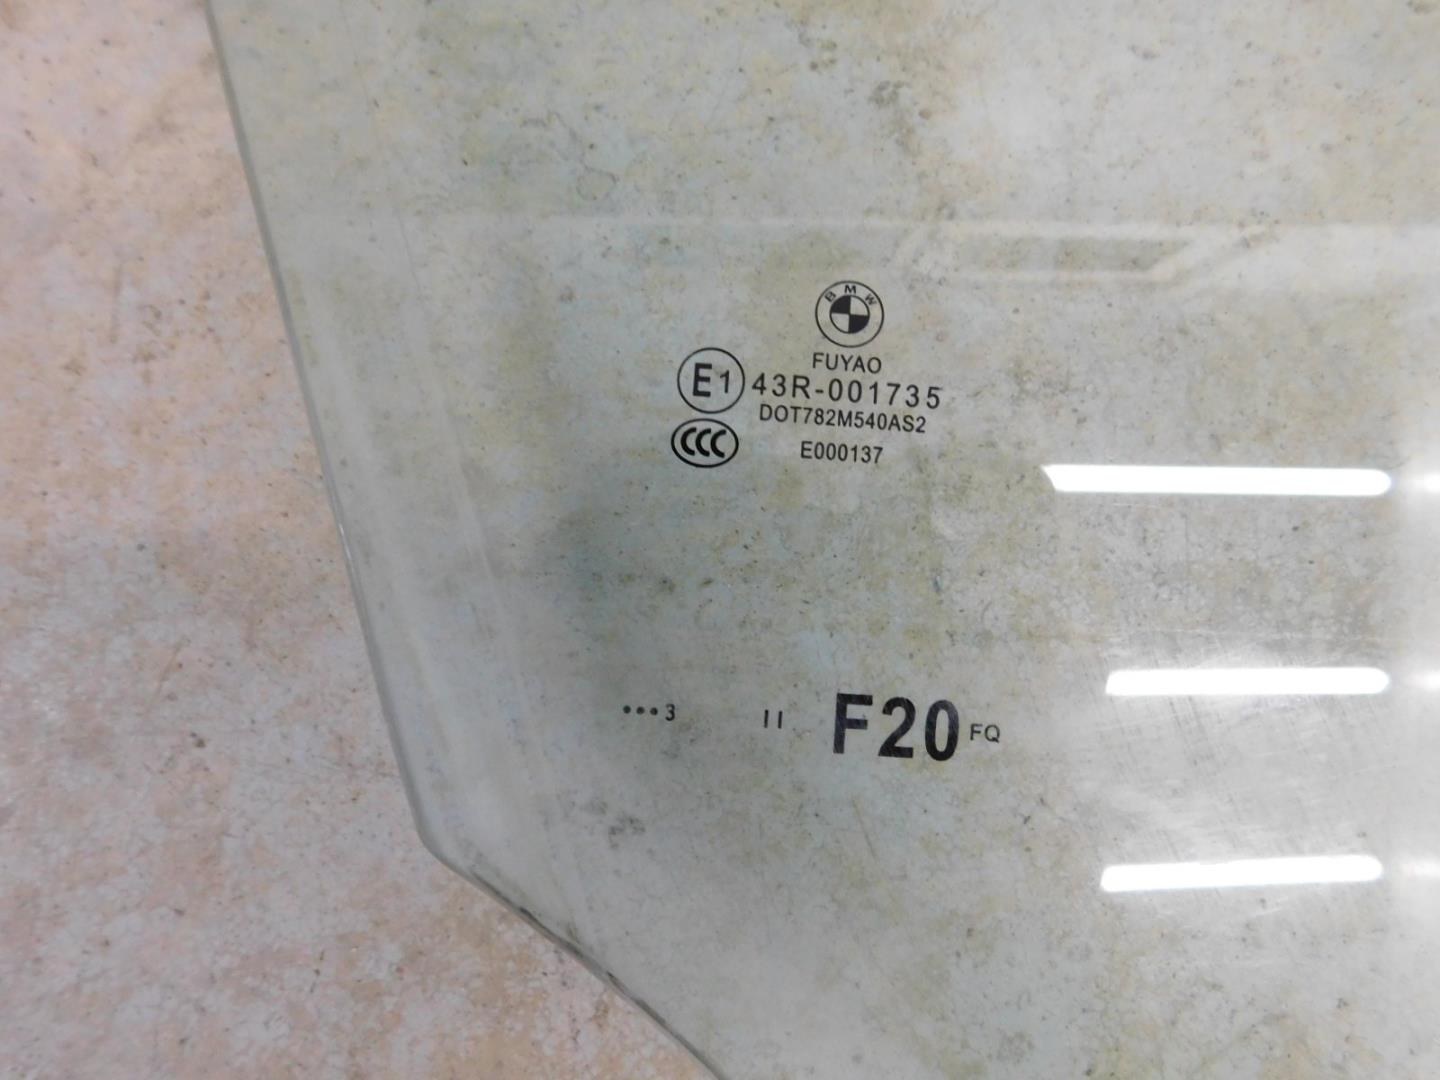 BMW
FUYAO
E1 43R-001735
DOT782M540AS2
CCC E000137
•••3 II F20 FQ